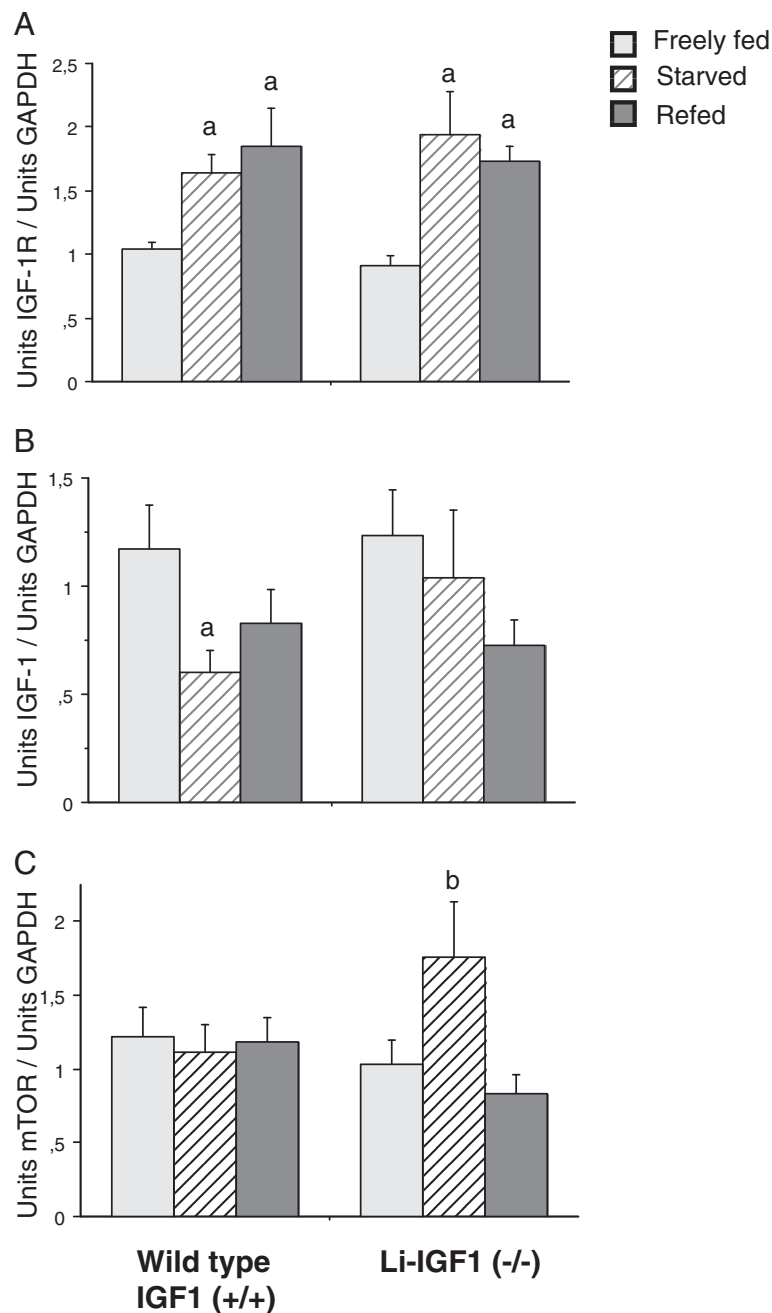 A
Freely fed
Starved
Refed
Units IGF-1R / Units GAPDH
2,5
2
1,5
1
,5
0
a
a
a
a
B
Units IGF-1 / Units GAPDH
1,5
1
,5
0
a
C
Units mTOR / Units GAPDH
2
1,5
1
,5
0
b
Wild type
IGF1 (+/+)
Li-IGF1 (-/-)